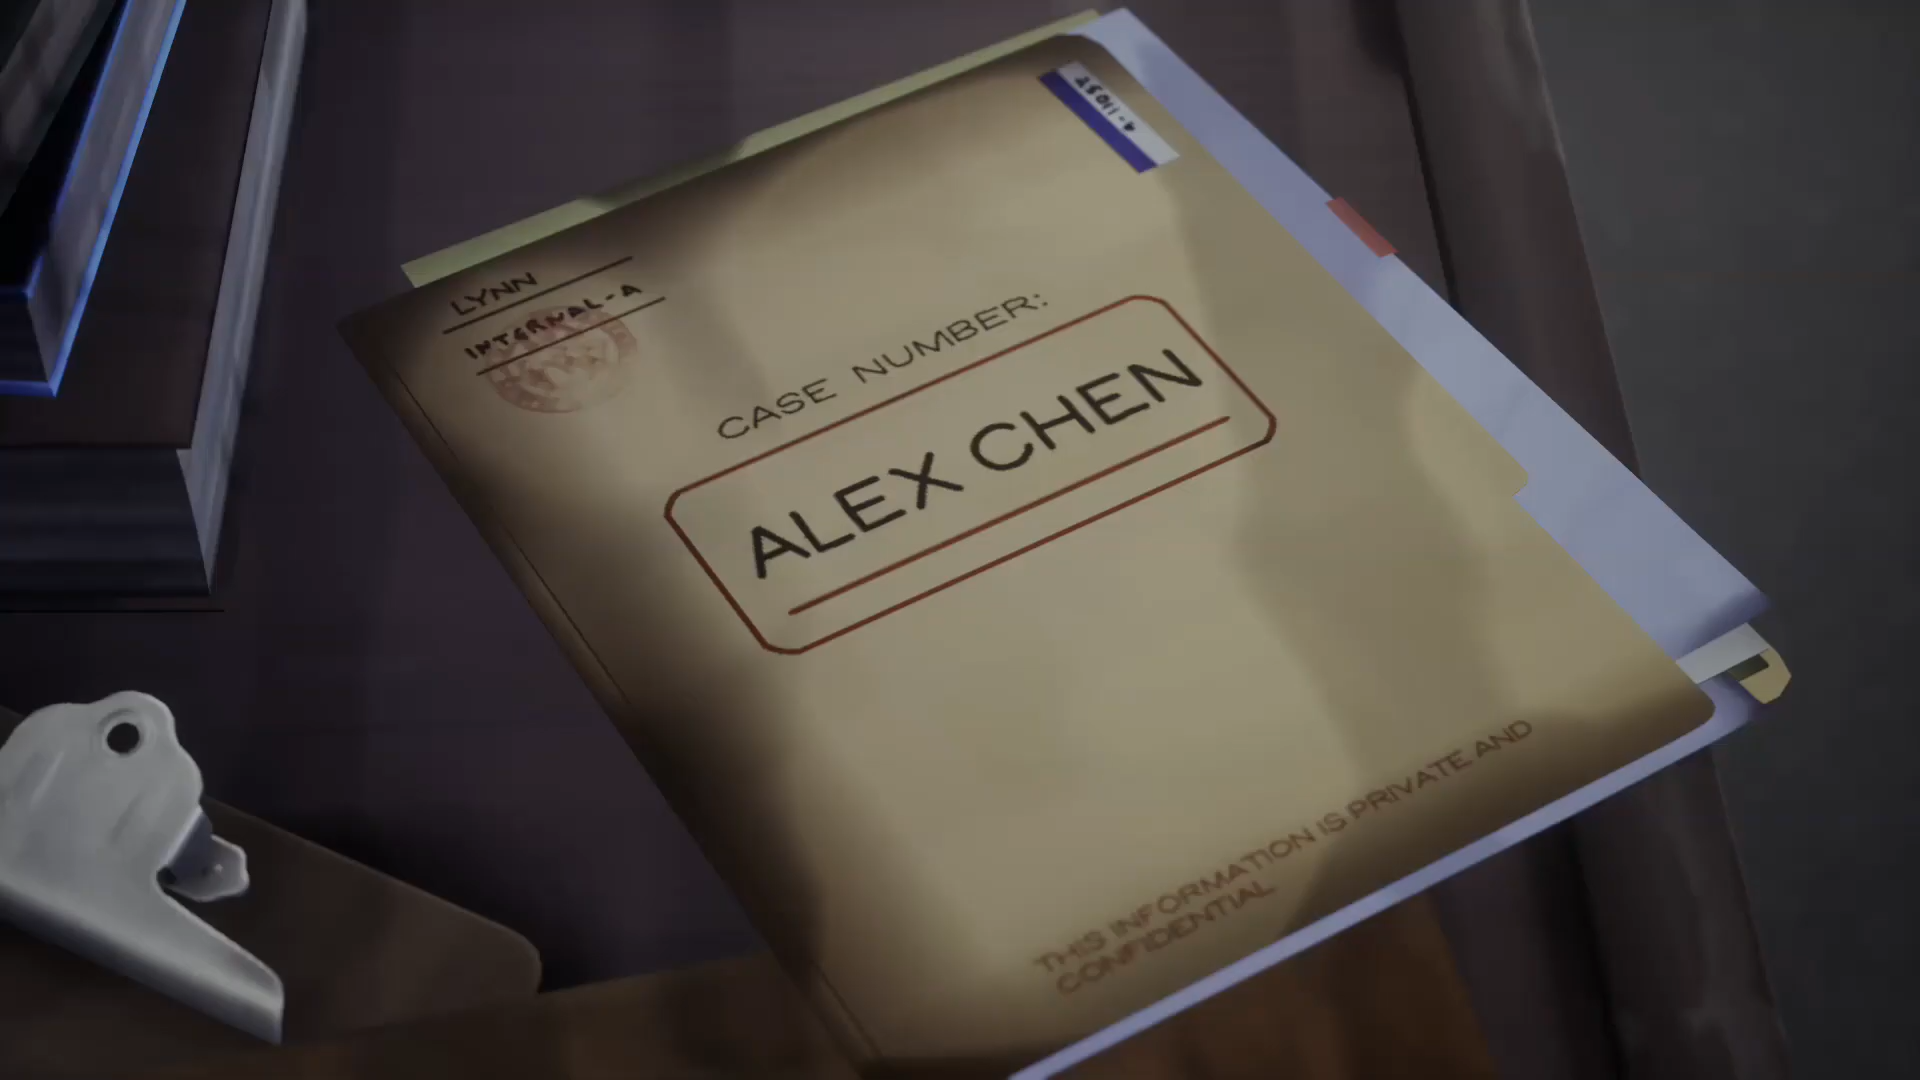 LYNN
INTERNAL-A
CASE NUMBER:
ALEX CHEN
THIS INFORMATION IS PRIVATE AND
CONFIDENTIAL